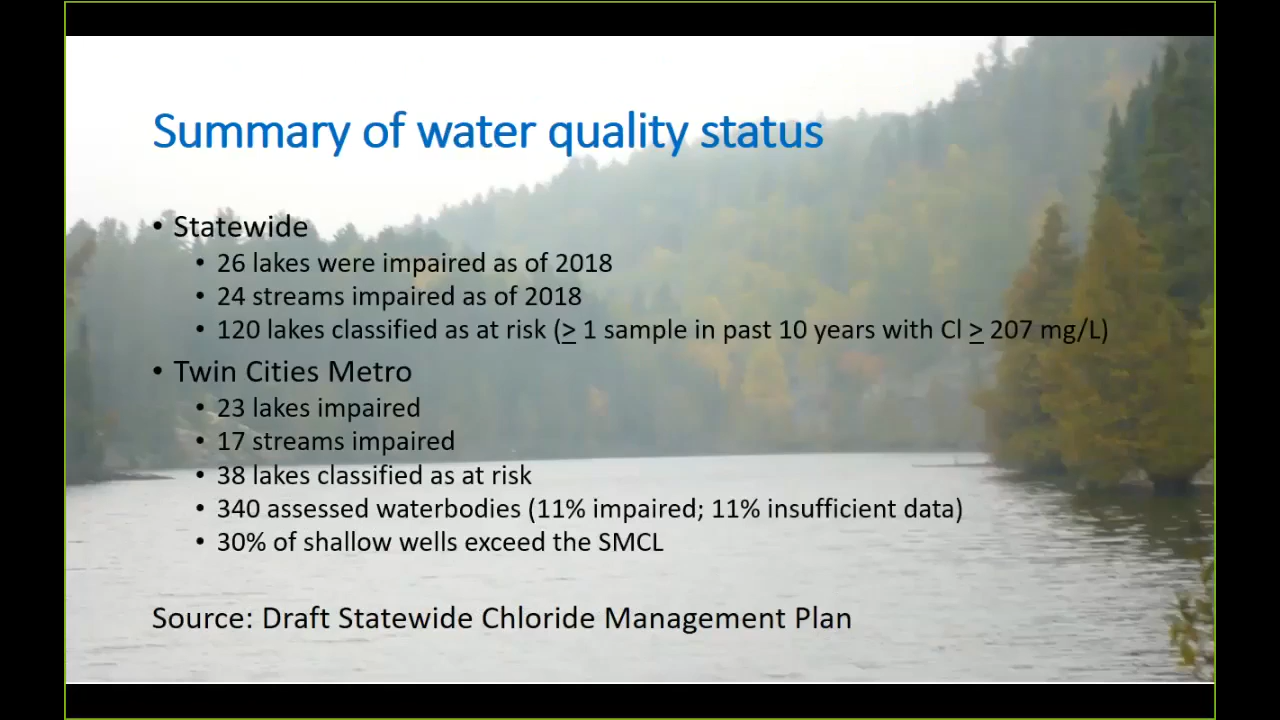 Summary of water quality status
• Statewide
• 26 lakes were impaired as of 2018
• 24 streams impaired as of 2018
• 120 lakes classified as at risk (≥ 1 sample in past 10 years with Cl ≥ 207 mg/L)
• Twin Cities Metro
• 23 lakes impaired
• 17 streams impaired
• 38 lakes classified as at risk
• 340 assessed waterbodies (11% impaired; 11% insufficient data)
• 30% of shallow wells exceed the SMCL
Source: Draft Statewide Chloride Management Plan